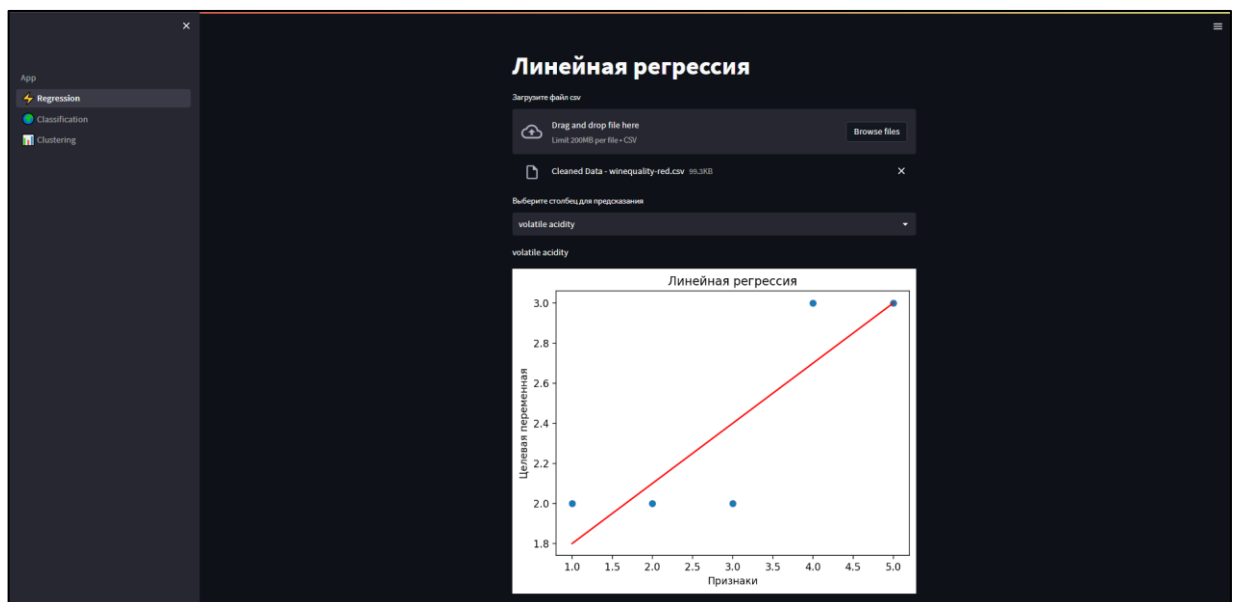 App
Regression
Classification
Clustering
Линейная регрессия
Загрузите файл csv
Drag and drop file here
Limit 200MB per file • CSV
Browse files
Cleaned Data - winequality-red.csv 99.3KB
Выберите столбец для предсказания
volatile acidity
volatile acidity
Линейная регрессия
3.0
2.8
2.6
2.4
2.2
2.0
1.8
Целевая переменная
1.0 1.5 2.0 2.5 3.0 3.5 4.0 4.5 5.0
Признаки